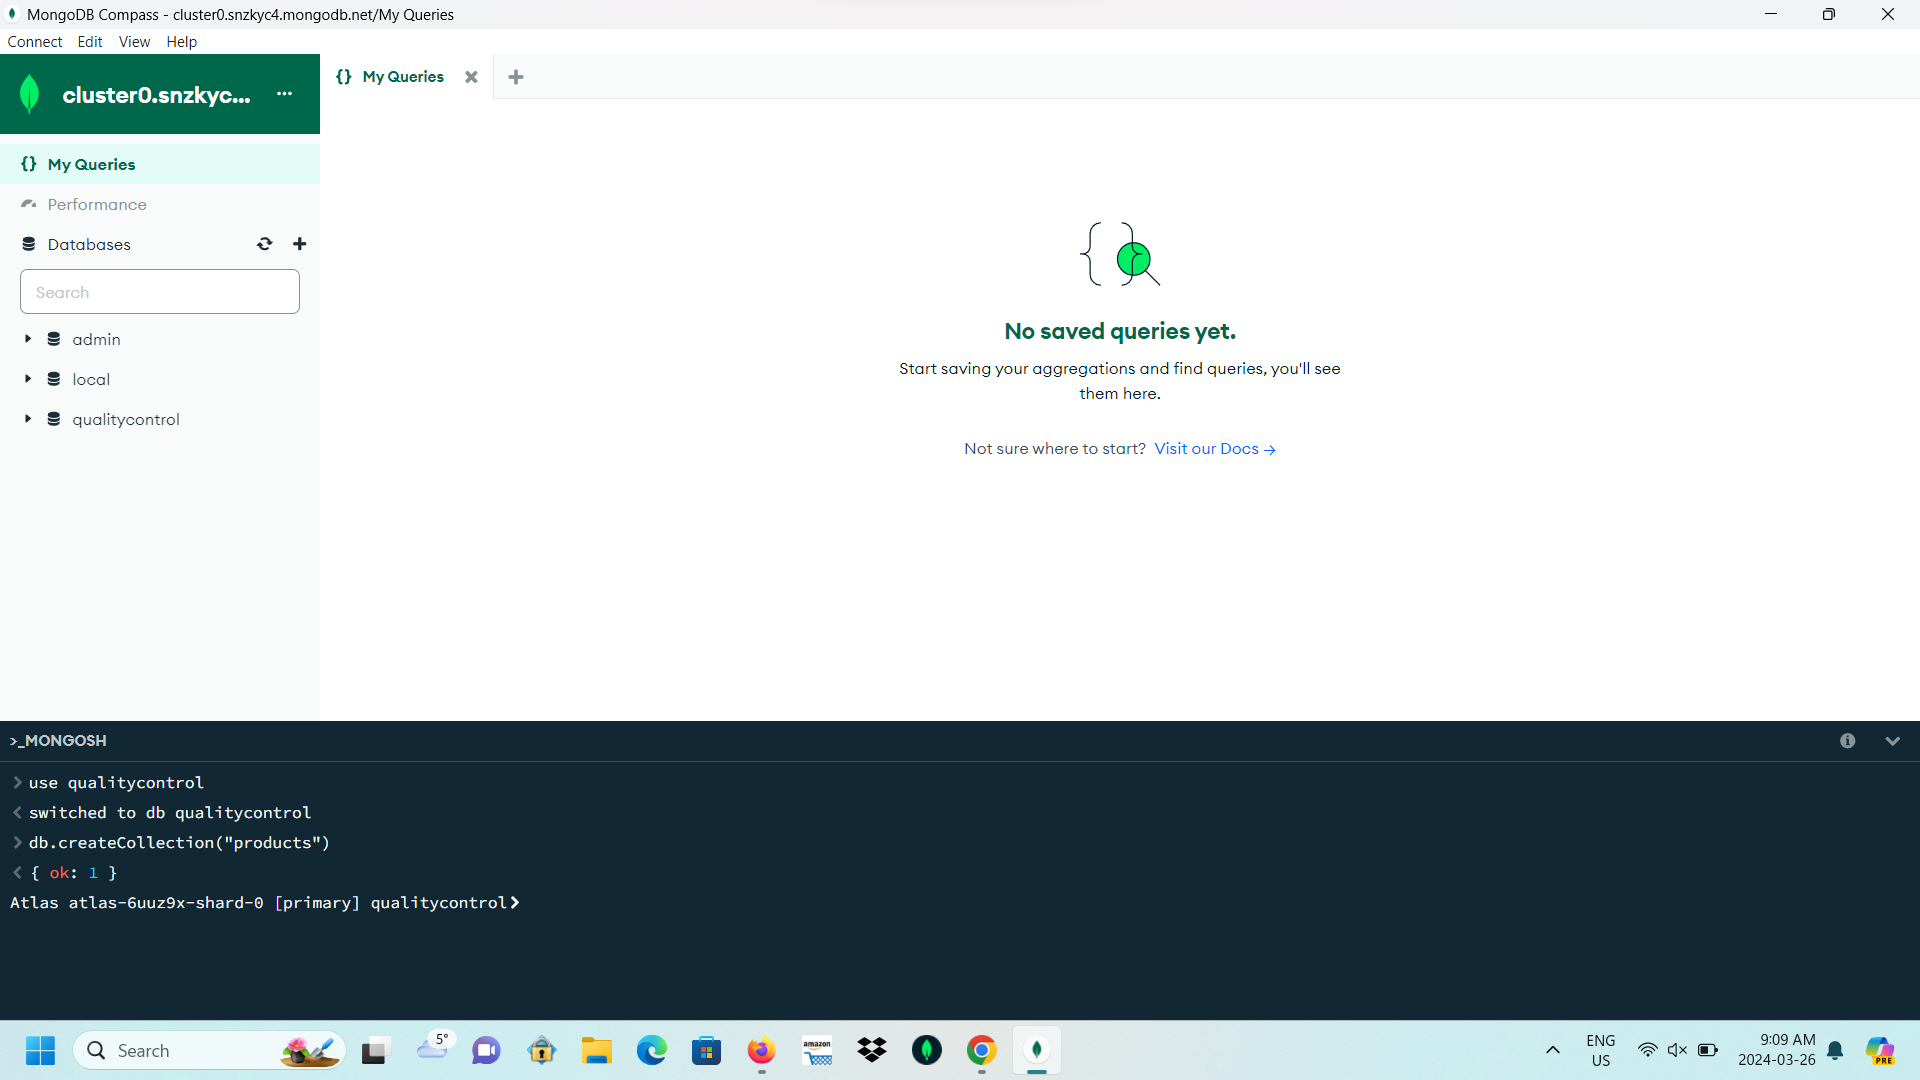 MongoDB Compass - cluster0.snzkyc4.mongodb.net/My Queries
Connect Edit View Help
cluster0.snzkyc... ...
{} My Queries
{} My Queries
Performance
Databases
Search
admin
local
qualitycontrol
No saved queries yet.
Start saving your aggregations and find queries, you'll see
them here.
Not sure where to start? Visit our Docs →
>_MONGOSH
> use qualitycontrol
< switched to db qualitycontrol
> db.createCollection("products")
< { ok: 1 }
Atlas atlas-6uuz9x-shard-0 [primary] qualitycontrol>
Search
5°
amazon
ENG
US
9:09 AM
2024-03-26
PRE